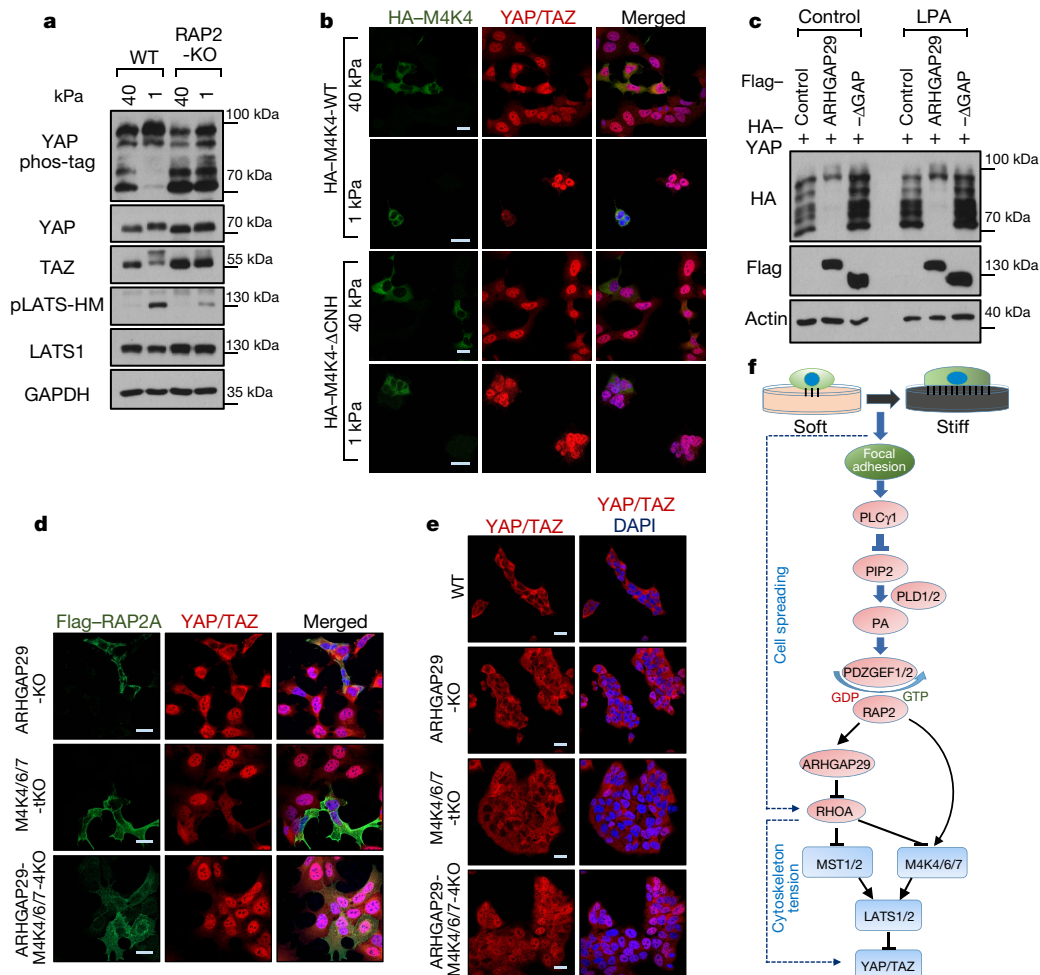 a
WT
RAP2
-KO
kPa
40
1
40
1
YAP
phos-tag
100 kDa
70 kDa
YAP
70 kDa
TAZ
55 kDa
pLATS-HM
130 kDa
LATS1
130 kDa
GAPDH
35 kDa
b
HA–M4K4
YAP/TAZ
Merged
HA–M4K4-WT
40 kPa
1 kPa
HA–M4K4-ΔCNH
40 kPa
1 kPa
c
Control
LPA
Flag–
Control
ARHGAP29
-ΔGAP
Control
ARHGAP29
-ΔGAP
HA–
YAP
+ + + + + +
HA
100 kDa
70 kDa
Flag
130 kDa
Actin
40 kDa
d
Flag–RAP2A
YAP/TAZ
Merged
ARHGAP29
-KO
M4K4/6/7
-tKO
ARHGAP29-
M4K4/6/7-4KO
e
YAP/TAZ
YAP/TAZ
DAPI
WT
ARHGAP29
-KO
M4K4/6/7
-tKO
ARHGAP29-
M4K4/6/7-4KO
f
Soft
Stiff
Focal
adhesion
PLCγ1
PIP2
PLD1/2
PA
PDZGEF1/2
GDP
GTP
RAP2
ARHGAP29
RHOA
MST1/2
M4K4/6/7
LATS1/2
YAP/TAZ
Cell spreading
Cytoskeleton
tension